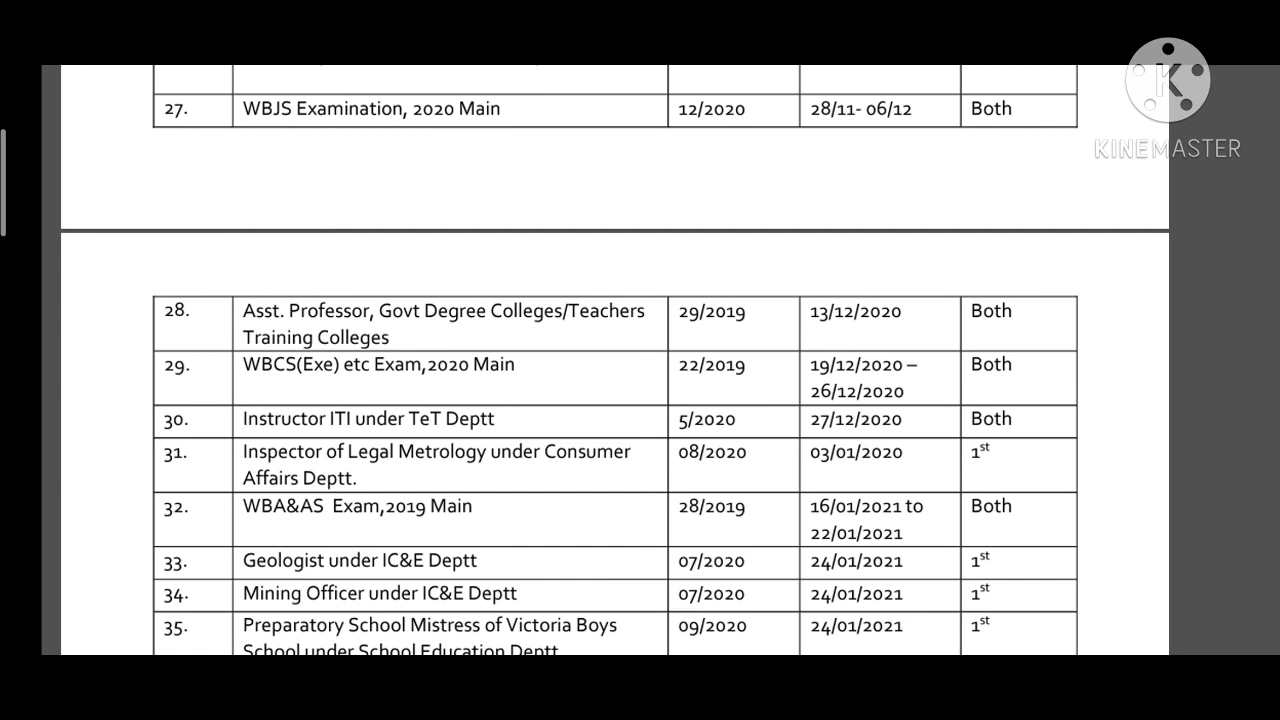 27. WBJS Examination, 2020 Main 12/2020 28/11- 06/12 Both
KINEMASTER
28. Asst. Professor, Govt Degree Colleges/Teachers 29/2019 13/12/2020 Both
Training Colleges
29. WBCS(Exe) etc Exam,2020 Main 22/2019 19/12/2020 – Both
26/12/2020
30. Instructor ITI under TeT Deptt 5/2020 27/12/2020 Both
31. Inspector of Legal Metrology under Consumer 08/2020 03/01/2020 1st
Affairs Deptt.
32. WBA&AS Exam,2019 Main 28/2019 16/01/2021 to Both
22/01/2021
33. Geologist under IC&E Deptt 07/2020 24/01/2021 1st
34. Mining Officer under IC&E Deptt 07/2020 24/01/2021 1st
35. Preparatory School Mistress of Victoria Boys 09/2020 24/01/2021 1st
School under School Education Deptt